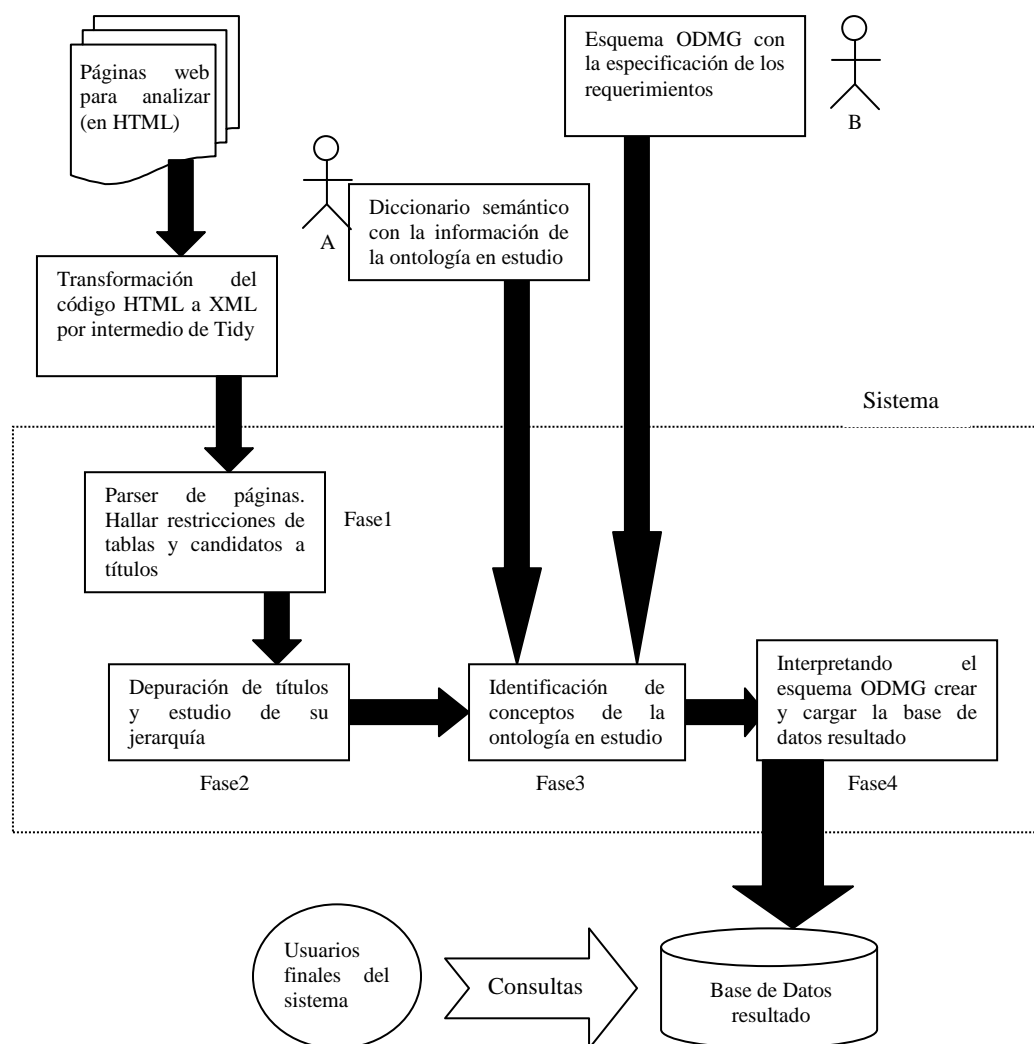 Páginas web
para analizar
(en HTML)
Esquema ODMG con
la especificación de los
requerimientos
B
A
Diccionario semántico
con la información de
la ontología en estudio
Transformación del
código HTML a XML
por intermedio de Tidy
Sistema
Parser de páginas.
Hallar restricciones de
tablas y candidatos a
títulos
Fase1
Depuración de títulos
y estudio de su
jerarquía
Fase2
Identificación de
conceptos de la
ontología en estudio
Fase3
Interpretando el
esquema ODMG crear
y cargar la base de
datos resultado
Fase4
Usuarios
finales del
sistema
Consultas
Base de Datos
resultado